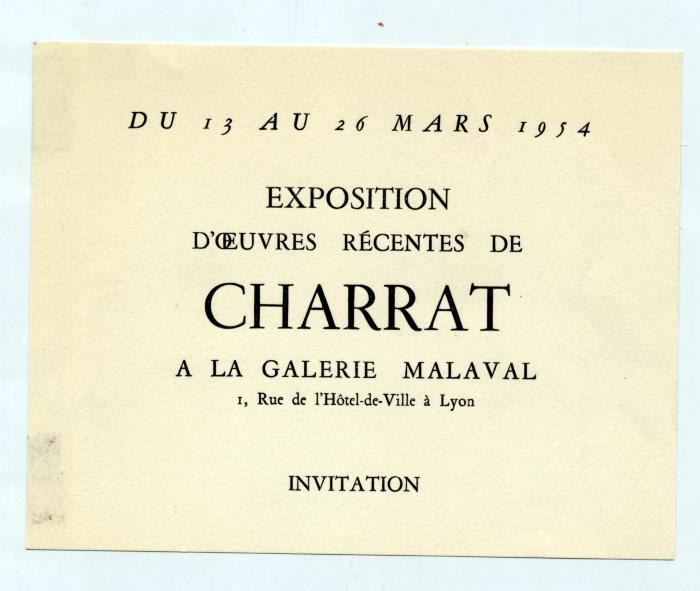 DU 13 AU 26 MARS 1954
EXPOSITION
D'ŒUVRES RÉCENTES DE
CHARRAT
A LA GALERIE MALAVAL
1, Rue de l'Hôtel-de-Ville à Lyon
INVITATION